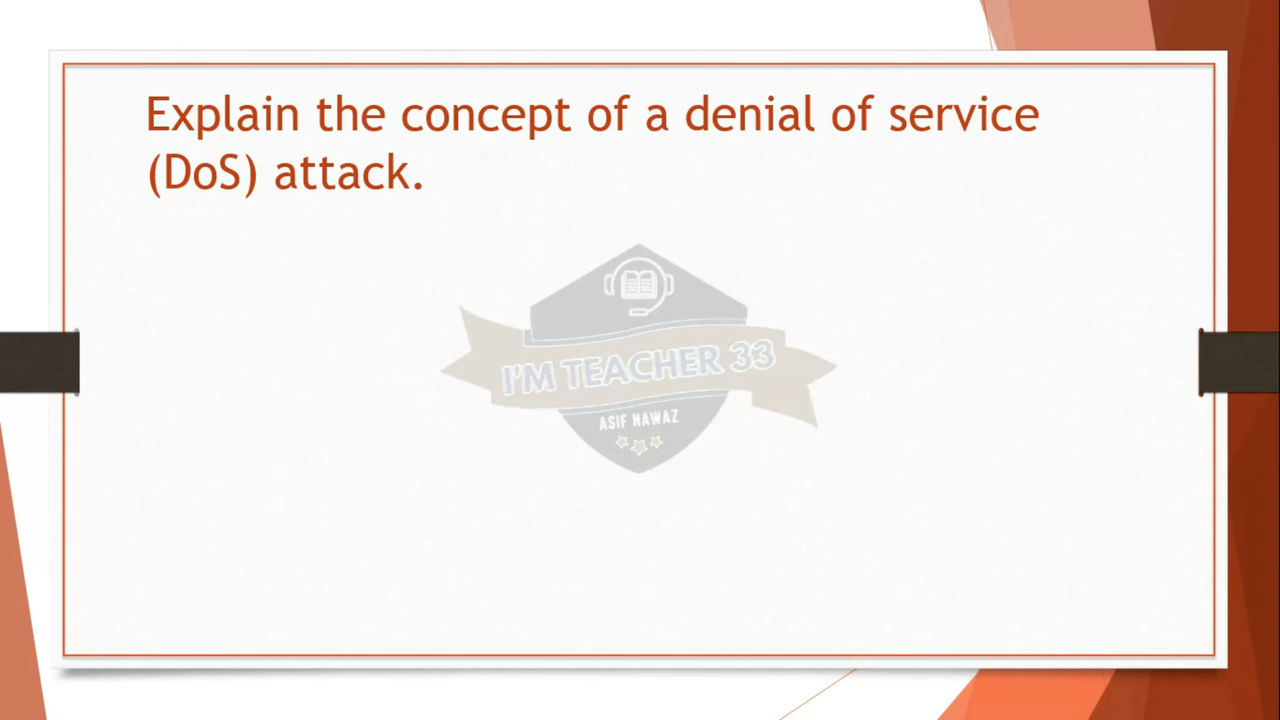 Explain the concept of a denial of service
(DoS) attack.
I'M TEACHER 33
ASIF NAWAZ